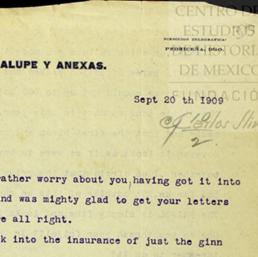 CENTRO DE
ESTUDIOS
DE HISTORIA
DE MEXICO
FUNDACIÓN
DIRECCION TELEGRAFICA:
PEDRICEÑA, DGO.
ALUPE Y ANEXAS.
Sept 20 th 1909
2
ather worry about you, having got it into
nd was mighty glad to get your letters
e all right.
k into the insurance of just the ginn